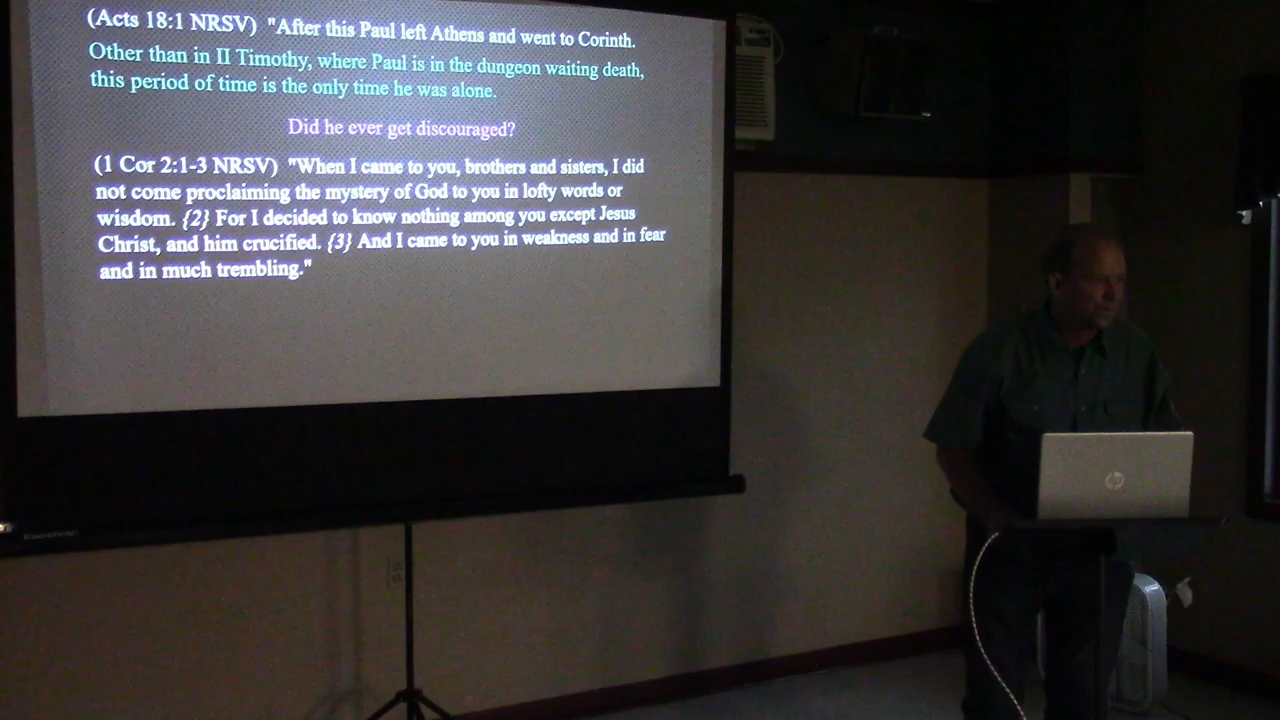 (Acts 18:1 NRSV) "After this Paul left Athens and went to Corinth.
Other than in II Timothy, where Paul is in the dungeon waiting death,
this period of time is the only time he was alone.
Did he ever get discouraged?
(1 Cor 2:1-3 NRSV) "When I came to you, brothers and sisters, I did
not come proclaiming the mystery of God to you in lofty words or
wisdom. {2} For I decided to know nothing among you except Jesus
Christ, and him crucified. {3} And I came to you in weakness and in fear
and in much trembling."
hp